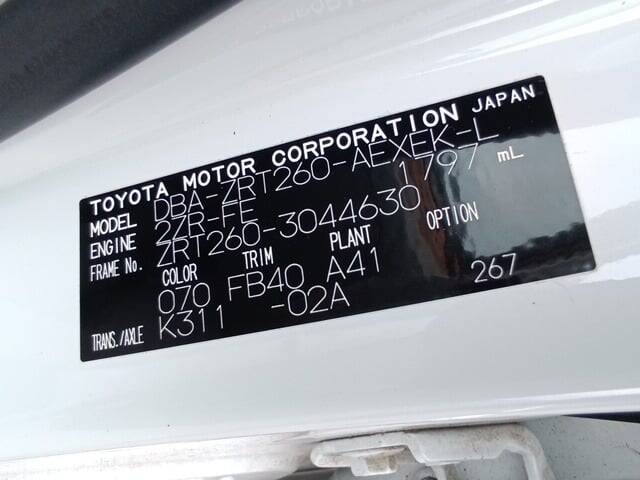 TOYOTA MOTOR CORPORATION JAPAN
MODEL DBA-ZRT260-AEXEK-L
ENGINE 2ZR-FE 1797 mL
FRAME No. ZRT260-3044630
COLOR TRIM PLANT OPTION
070 FB40 A41 267
TRANS./AXLE K311 -02A